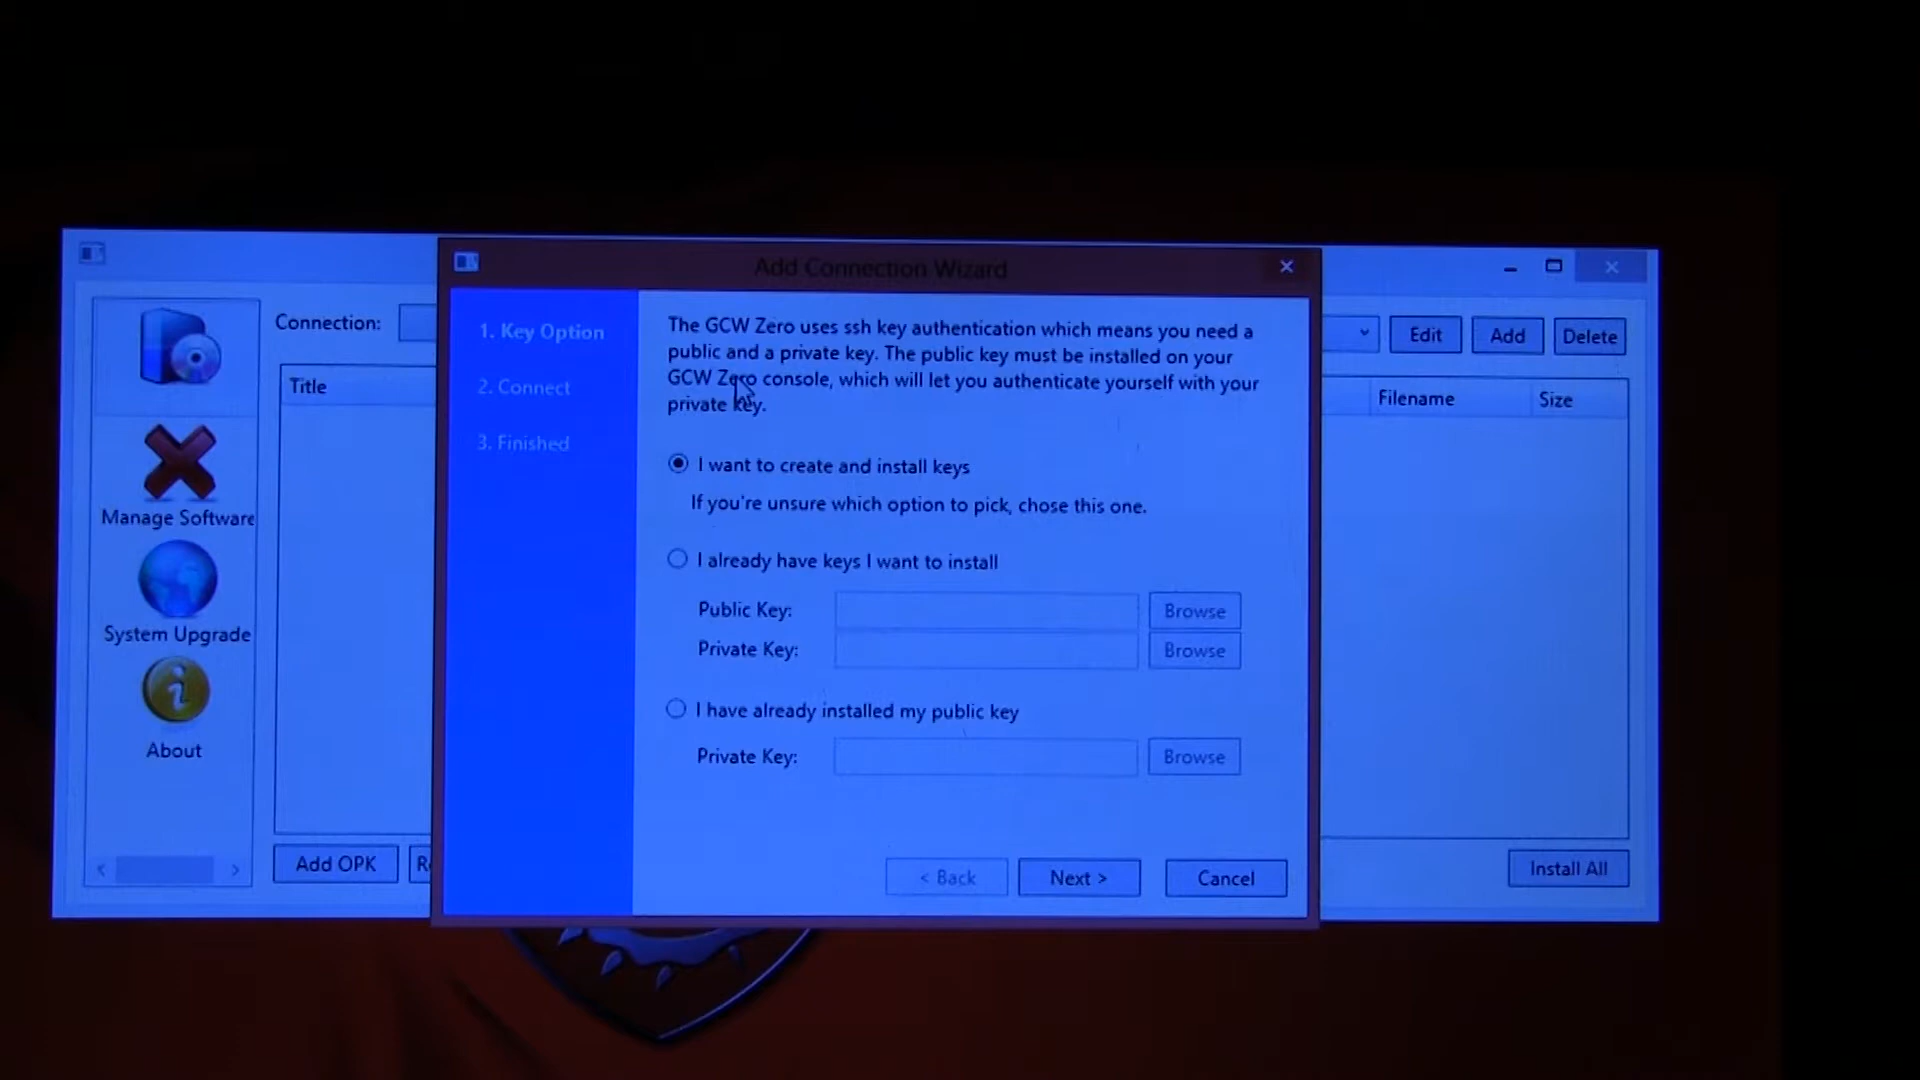 Add Connection Wizard
Connection:
Edit
Add
Delete
Title
Filename
Size
Manage Software
System Upgrade
About
1. Key Option
2. Connect
3. Finished
The GCW Zero uses ssh key authentication which means you need a
public and a private key. The public key must be installed on your
GCW Zero console, which will let you authenticate yourself with your
private key.
I want to create and install keys
If you're unsure which option to pick, chose this one.
I already have keys I want to install
Public Key:
Browse
Private Key:
Browse
I have already installed my public key
Private Key:
Browse
< Back
Next >
Cancel
Add OPK
Install All